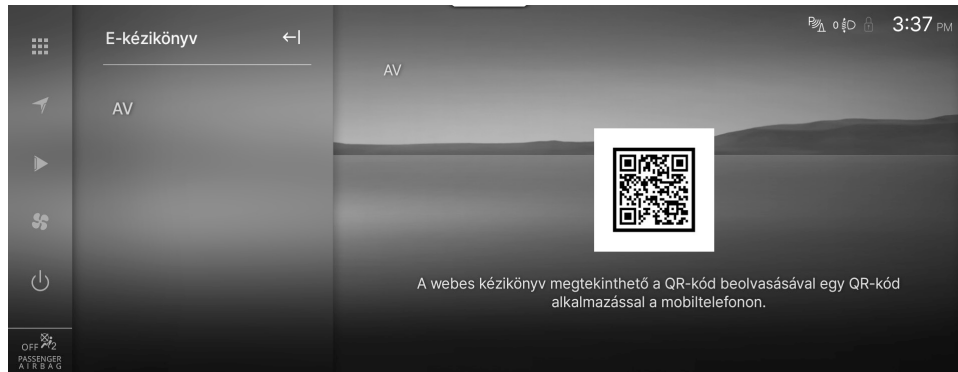 E-kézikönyv
3:37 PM
AV
AV
A webes kézikönyv megtekinthető a QR-kód beolvasásával egy QR-kód
alkalmazással a mobiltelefonon.
OFF 2
PASSENGER
AIRBAG